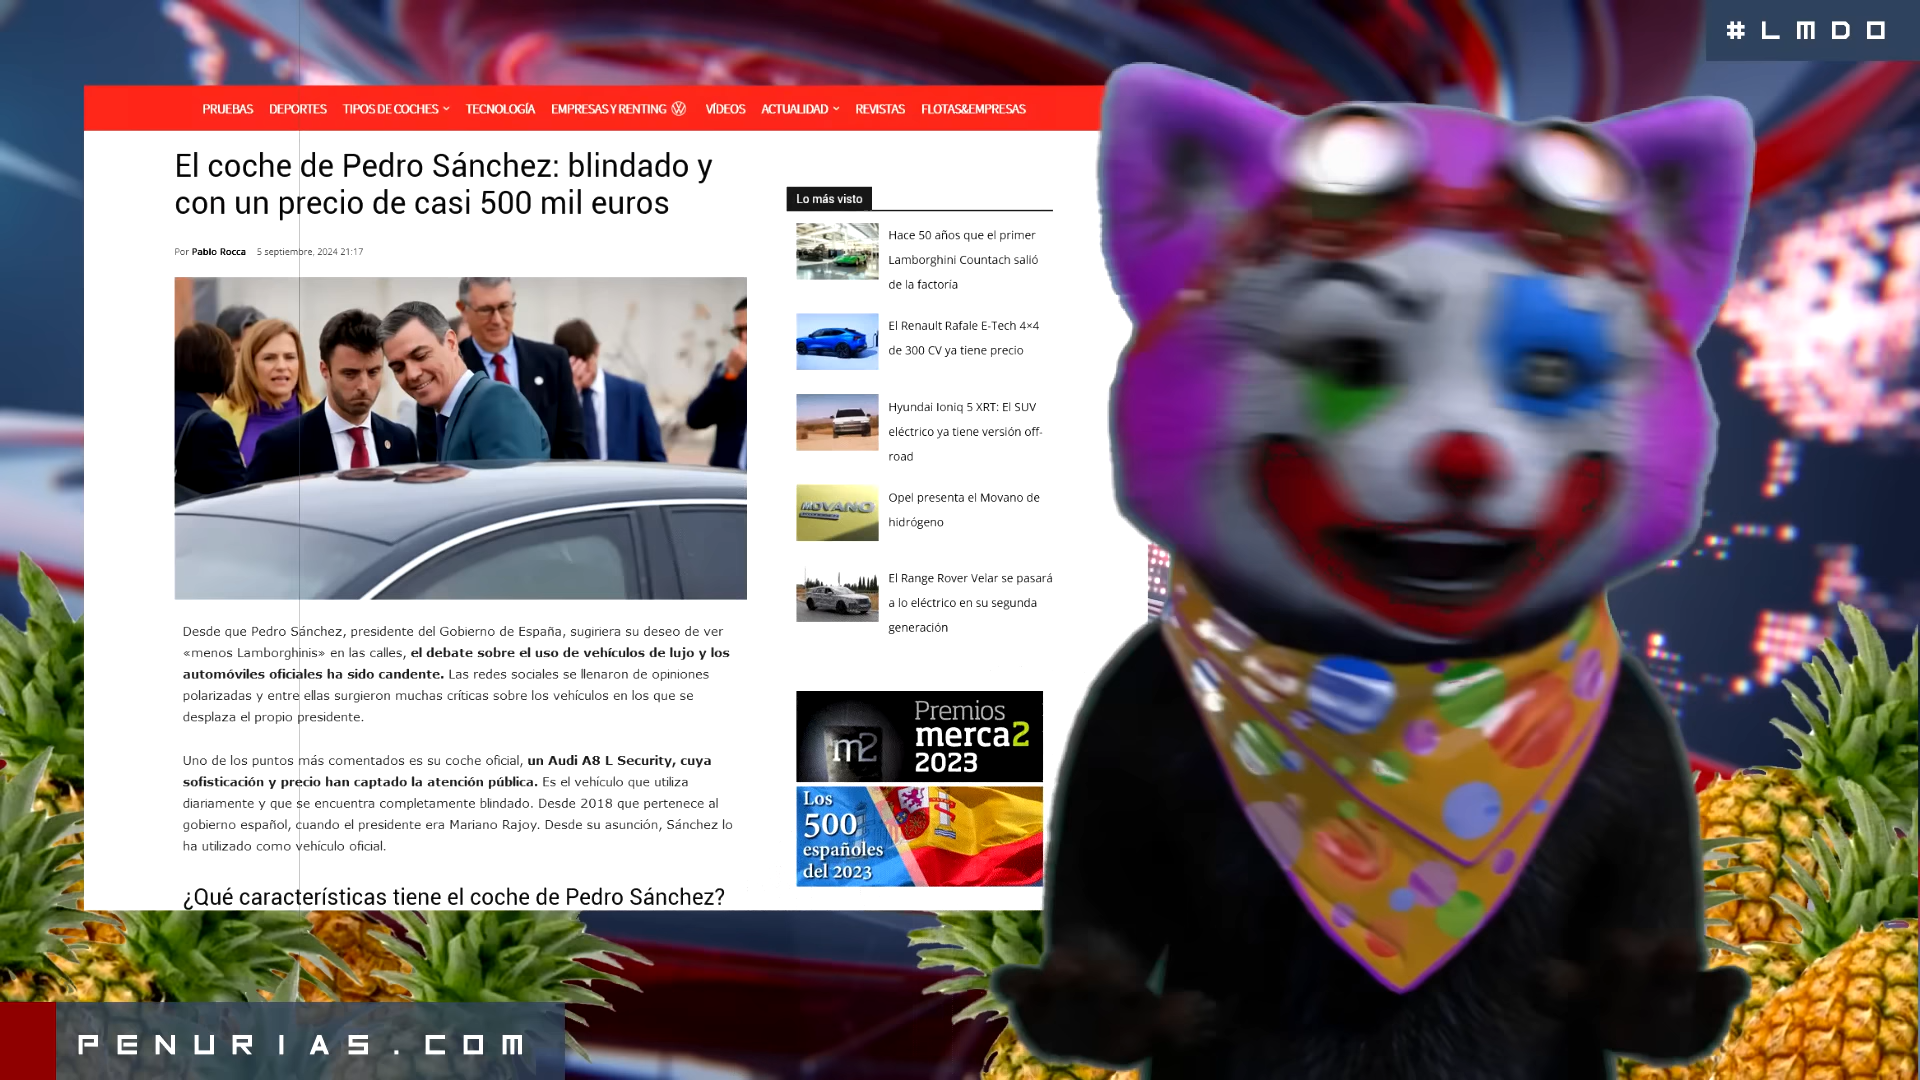 #LMDO
PRUEBAS DEPORTES TIPOS DE COCHES TECNOLOGÍA EMPRESAS Y RENTING VÍDEOS ACTUALIDAD REVISTAS FLOTAS&EMPRESAS
El coche de Pedro Sánchez: blindado y
con un precio de casi 500 mil euros
Por Pablo Rocca 5 septiembre, 2024 21:17
Desde que Pedro Sánchez, presidente del Gobierno de España, sugiriera su deseo de ver
«menos Lamborghinis» en las calles, el debate sobre el uso de vehículos de lujo y los
automóviles oficiales ha sido candente. Las redes sociales se llenaron de opiniones
polarizadas y entre ellas surgieron muchas críticas sobre los vehículos en los que se
desplaza el propio presidente.
Uno de los puntos más comentados es su coche oficial, un Audi A8 L Security, cuya
sofisticación y precio han captado la atención pública. Es el vehículo que utiliza
diariamente y que se encuentra completamente blindado. Desde 2018 que pertenece al
gobierno español, cuando el presidente era Mariano Rajoy. Desde su asunción, Sánchez lo
ha utilizado como vehículo oficial.
¿Qué características tiene el coche de Pedro Sánchez?
Lo más visto
Hace 50 años que el primer
Lamborghini Countach salió
de la factoría
El Renault Rafale E-Tech 4×4
de 300 CV ya tiene precio
Hyundai Ioniq 5 XRT: El SUV
eléctrico ya tiene versión off-
road
MOVANO
Opel presenta el Movano de
hidrógeno
El Range Rover Velar se pasará
a lo eléctrico en su segunda
generación
m2
Premios
merca2
2023
Los
500
españoles
del 2023
PENURIAS.COM